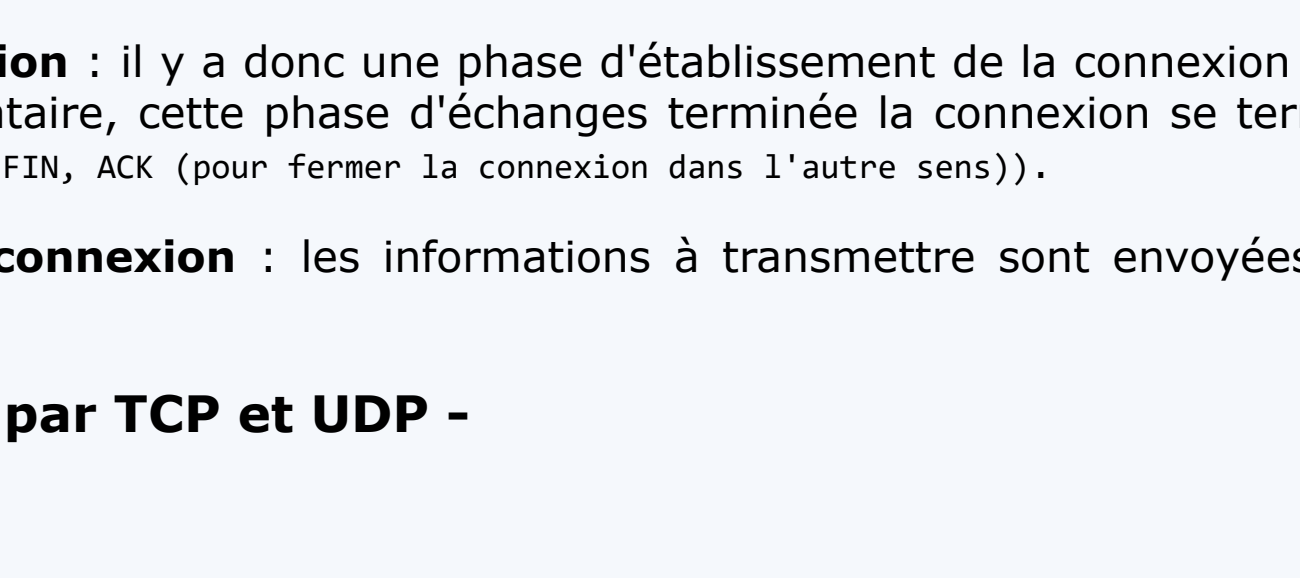 ion : il y a donc une phase d'établissement de la connexion
taire, cette phase d'échanges terminée la connexion se ter
FIN, ACK (pour fermer la connexion dans l'autre sens)).
connexion : les informations à transmettre sont envoyées
par TCP et UDP -